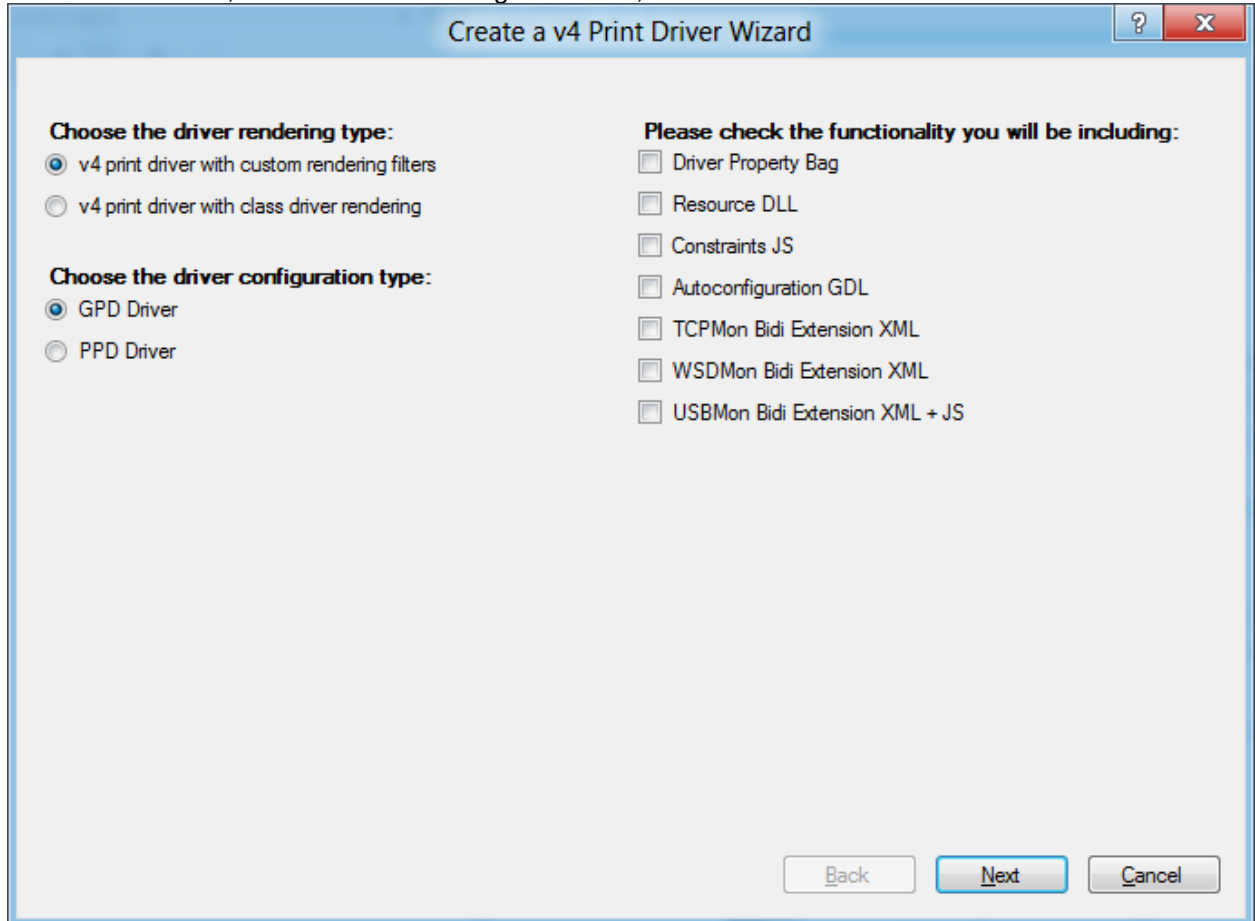 Create a v4 Print Driver Wizard
?
X
Choose the driver rendering type:
v4 print driver with custom rendering filters
v4 print driver with class driver rendering
Choose the driver configuration type:
GPD Driver
PPD Driver
Please check the functionality you will be including:
Driver Property Bag
Resource DLL
Constraints JS
Autoconfiguration GDL
TCPMon Bidi Extension XML
WSDMon Bidi Extension XML
USBMon Bidi Extension XML + JS
Back
Next
Cancel